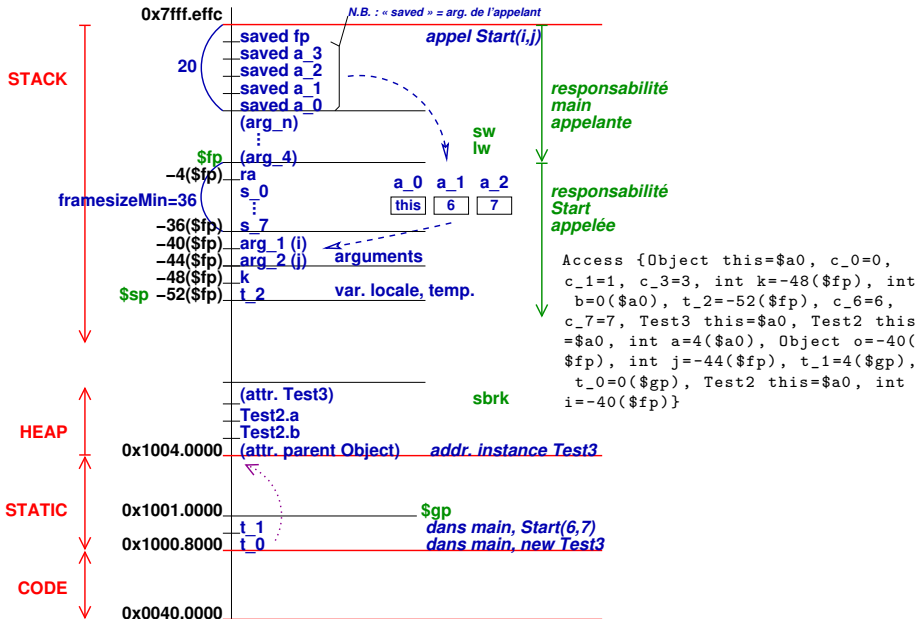 0x7fff.effc
N.B. : « saved » = arg. de l'appelant
saved fp
appel Start(i,j)
saved a_3
20
saved a_2
STACK
saved a_1
saved a_0
responsabilité
main
appelante
(arg_n)
sw
lw
$fp
(arg_4)
-4($fp)
ra
a_0 a_1 a_2
s_0
framesizeMin=36
this 6 7
responsabilité
Start
appelée
-36($fp)
s_7
-40($fp)
arg_1 (i)
-44($fp)
arg_2 (j)
arguments
-48($fp)
k
$sp -52($fp)
t_2
var. locale, temp.
Access {Object this=$a0, c_0=0,
c_1=1, c_3=3, int k=-48($fp), int
b=0($a0), t_2=-52($fp), c_6=6,
c_7=7, Test3 this=$a0, Test2 this
=$a0, int a=4($a0), Object o=-40(
$fp), int j=-44($fp), t_1=4($gp),
t_0=0($gp), Test2 this=$a0, int
i=-40($fp)}
(attr. Test3)
sbrk
Test2.a
HEAP
Test2.b
0x1004.0000
(attr. parent Object)
addr. instance Test3
STATIC
0x1001.0000
$gp
t_1
dans main, Start(6,7)
0x1000.8000
t_0
dans main, new Test3
CODE
0x0040.0000